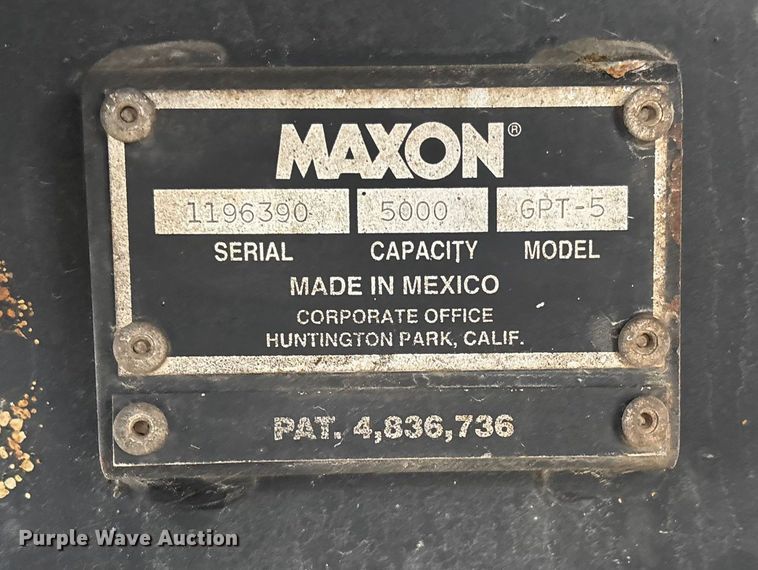 MAXON®
1196390 5000 GPT-5
SERIAL CAPACITY MODEL
MADE IN MEXICO
CORPORATE OFFICE
HUNTINGTON PARK, CALIF.
PAT. 4,836,736
Purple Wave Auction